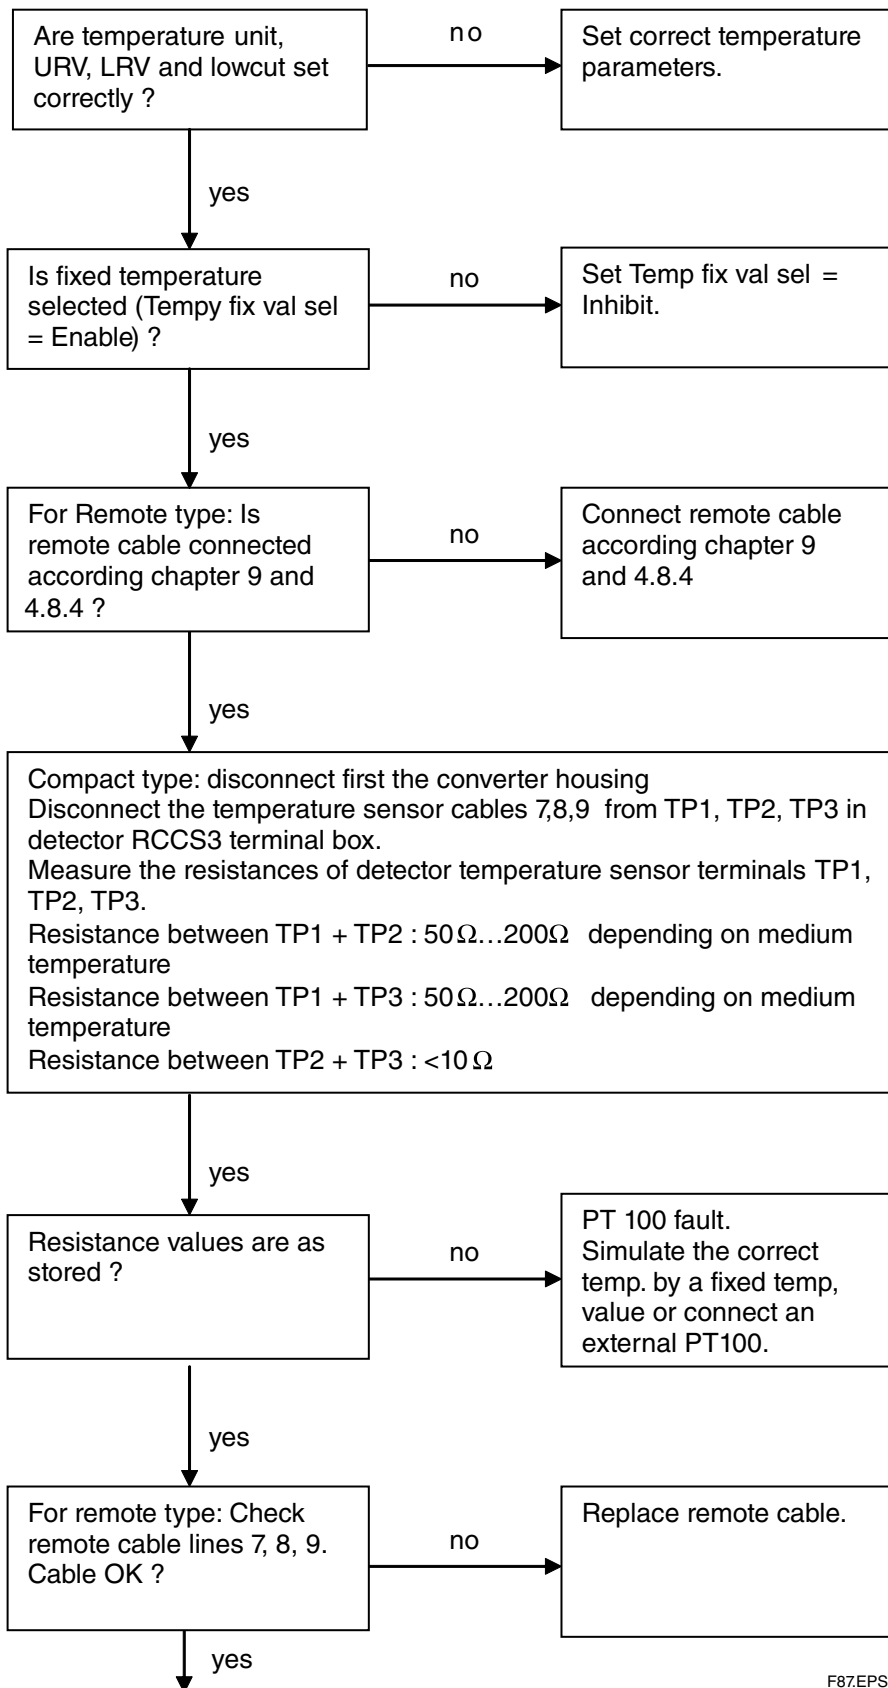 Are temperature unit,
URV, LRV and lowcut set
correctly ?
no
Set correct temperature
parameters.
yes
Is fixed temperature
selected (Tempy fix val sel
= Enable) ?
no
Set Temp fix val sel =
Inhibit.
yes
For Remote type: Is
remote cable connected
according chapter 9 and
4.8.4 ?
no
Connect remote cable
according chapter 9
and 4.8.4
yes
Compact type: disconnect first the converter housing
Disconnect the temperature sensor cables 7,8,9 from TP1, TP2, TP3 in
detector RCCS3 terminal box.
Measure the resistances of detector temperature sensor terminals TP1,
TP2, TP3.
Resistance between TP1 + TP2 : 50Ω...200Ω depending on medium
temperature
Resistance between TP1 + TP3 : 50Ω...200Ω depending on medium
temperature
Resistance between TP2 + TP3 : <10Ω
yes
Resistance values are as
stored ?
no
PT 100 fault.
Simulate the correct
temp. by a fixed temp,
value or connect an
external PT100.
yes
For remote type: Check
remote cable lines 7, 8, 9.
Cable OK ?
no
Replace remote cable.
yes
F87.EPS